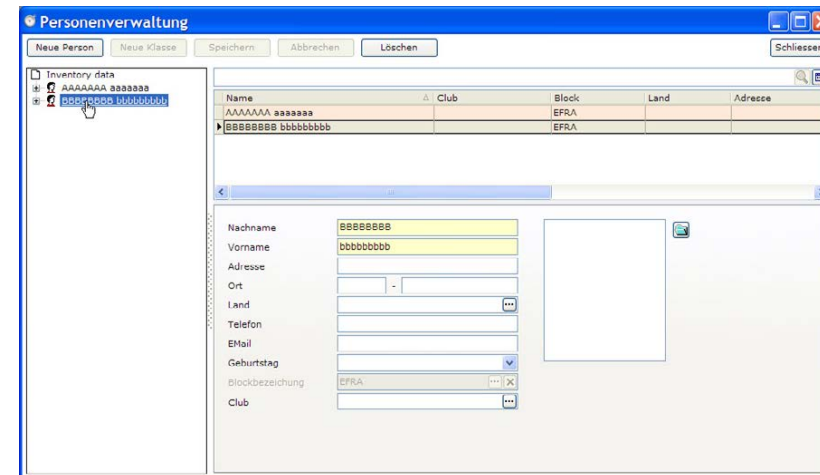 Personenverwaltung
Neue Person Neue Klasse Speichern Abbrechen Löschen Schliessen
Inventory data
AAAAAAA aaaaaaa
BBBBBBBB bbbbbbbbb
Name Club Block Land Adresse
AAAAAAA aaaaaaa EFRA
BBBBBBBB bbbbbbbbb EFRA
Nachname BBBBBBBB
Vorname bbbbbbbbb
Adresse
Ort -
Land
Telefon
EMail
Geburtstag
Blockbezeichung EFRA
Club